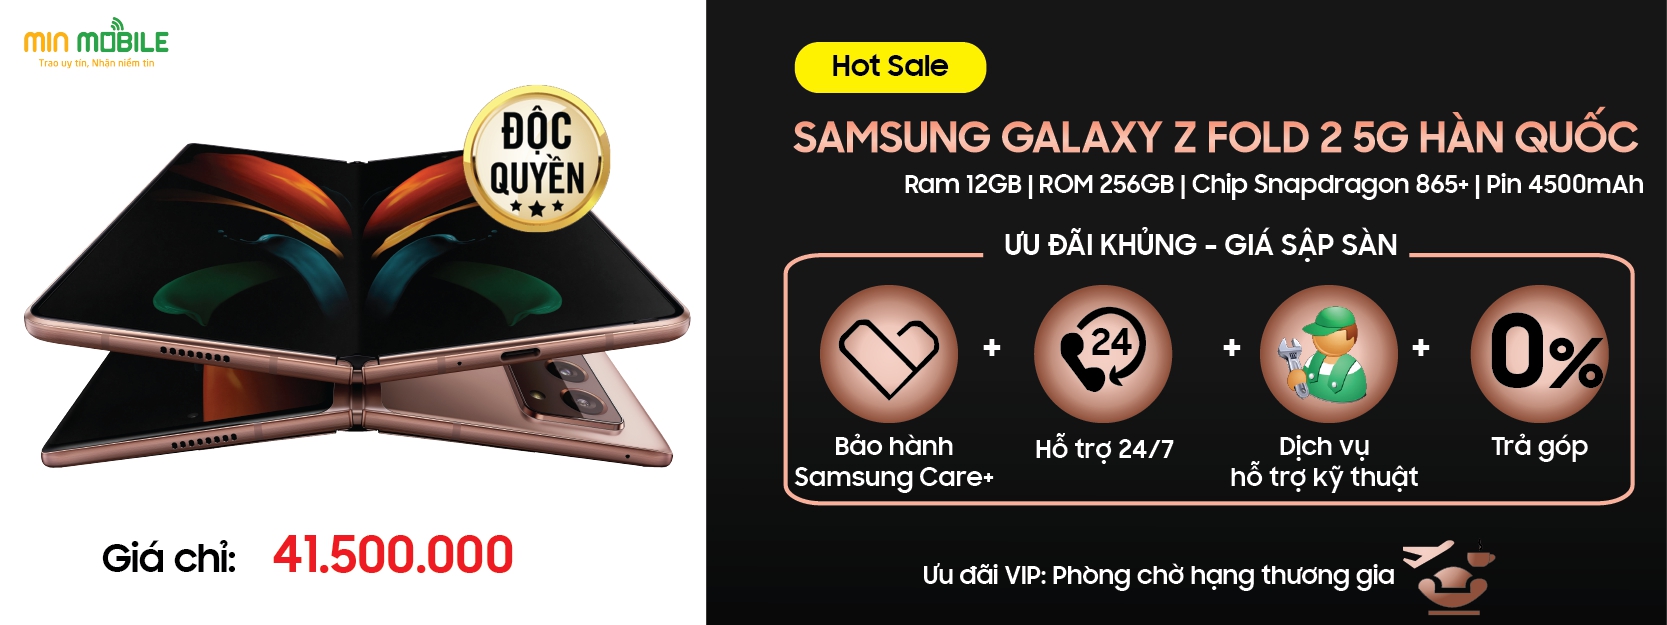 MIN MOBILE
Trao uy tín, Nhận niềm tin
ĐỘC
QUYỀN
Giá chỉ: 41.500.000
Hot Sale
SAMSUNG GALAXY Z FOLD 2 5G HÀN QUỐC
Ram 12GB | ROM 256GB | Chip Snapdragon 865+ | Pin 4500mAh
ƯU ĐÃI KHỦNG - GIÁ SẬP SÀN
+ 24 + + 0%
Bảo hành
Samsung Care+
Hỗ trợ 24/7
Dịch vụ
hỗ trợ kỹ thuật
Trả góp
Ưu đãi VIP: Phòng chờ hạng thương gia